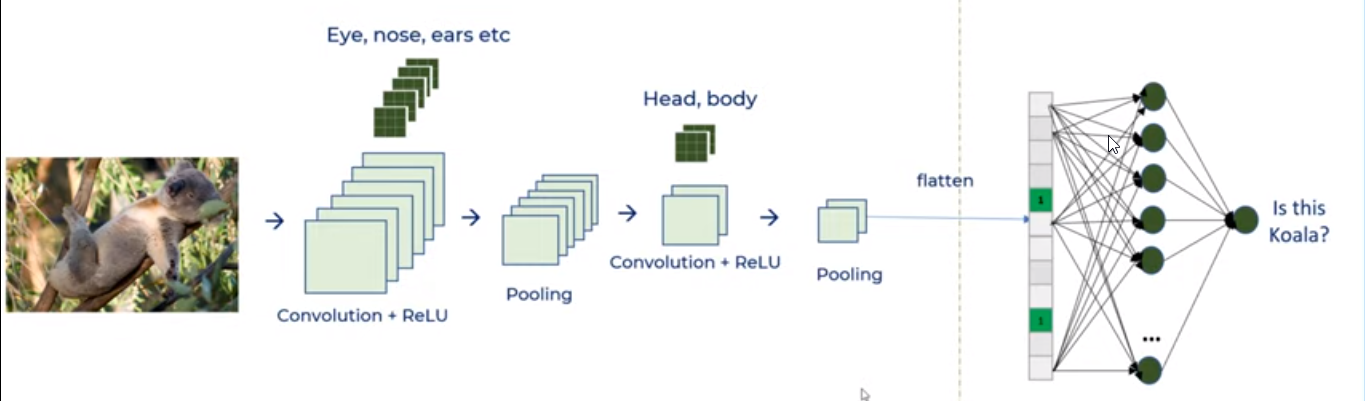 Eye, nose, ears etc
Head, body
flatten
1
1
Is this
Koala?
Convolution + ReLU
Pooling
Convolution + ReLU
Pooling
...